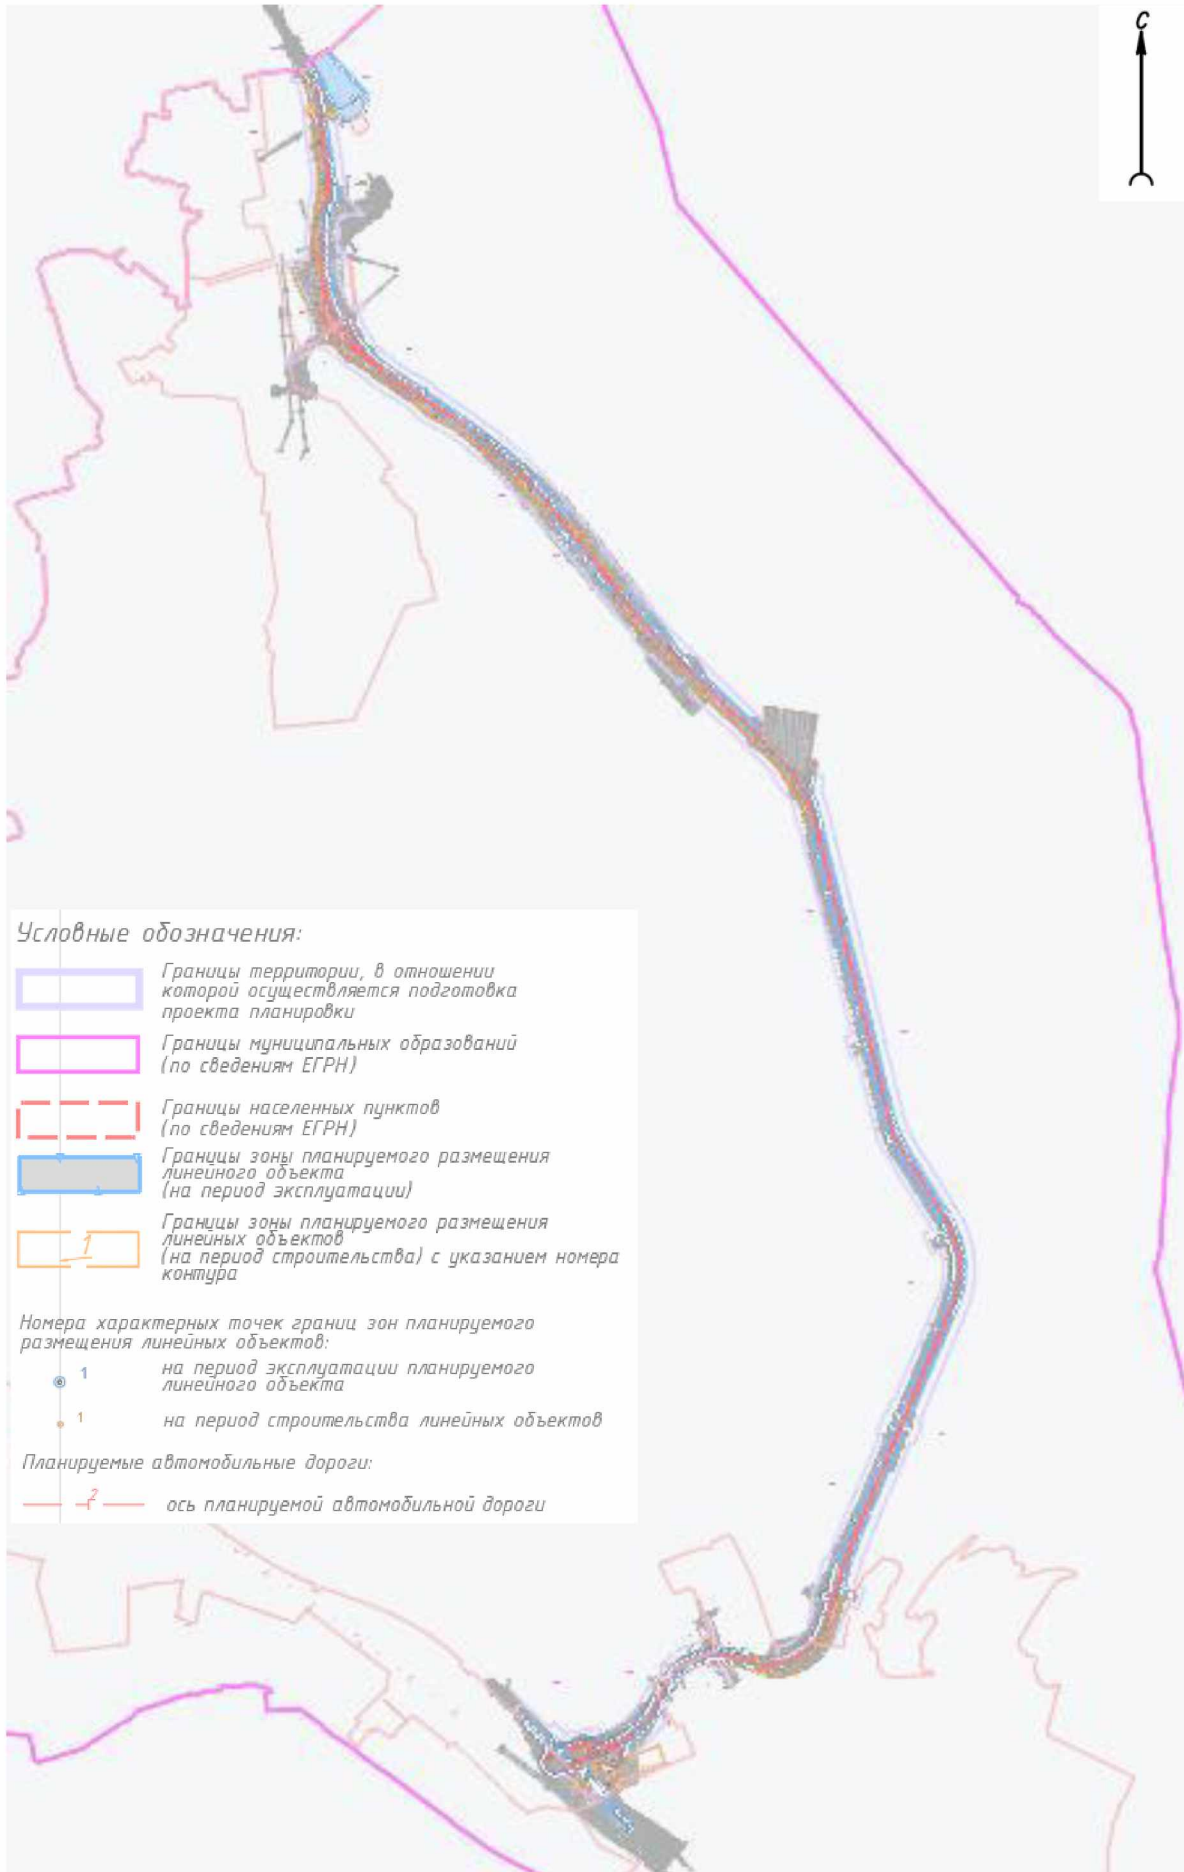 С
Условные обозначения:
Границы территории, в отношении
которой осуществляется подготовка
проекта планировки
Границы муниципальных образований
(по сведениям ЕГРН)
Границы населенных пунктов
(по сведениям ЕГРН)
Границы зоны планируемого размещения
линейного объекта
(на период эксплуатации)
1
Границы зоны планируемого размещения
линейных объектов
(на период строительства) с указанием номера
контура
Номера характерных точек границ зон планируемого
размещения линейных объектов:
1
на период эксплуатации планируемого
линейного объекта
1
на период строительства линейных объектов
Планируемые автомобильные дороги:
2
ось планируемой автомобильной дороги